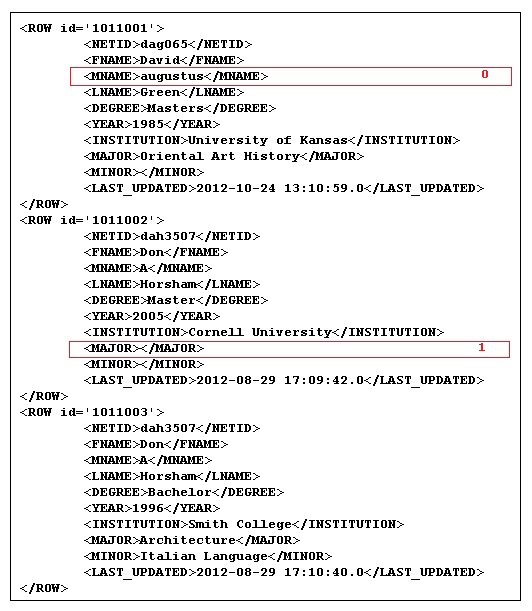 <ROW id='1011001'>
<NETID>dag065</NETID>
<FNAME>David</FNAME>
<MNAME>augustus</MNAME> 0
<LNAME>Green</LNAME>
<DEGREE>Masters</DEGREE>
<YEAR>1985</YEAR>
<INSTITUTION>University of Kansas</INSTITUTION>
<MAJOR>Oriental Art History</MAJOR>
<MINOR></MINOR>
<LAST_UPDATED>2012-10-24 13:10:59.0</LAST_UPDATED>
</ROW>
<ROW id='1011002'>
<NETID>dah3507</NETID>
<FNAME>Don</FNAME>
<MNAME>A</MNAME>
<LNAME>Horsham</LNAME>
<DEGREE>Master</DEGREE>
<YEAR>2005</YEAR>
<INSTITUTION>Cornell University</INSTITUTION>
<MAJOR></MAJOR> 1
<MINOR></MINOR>
<LAST_UPDATED>2012-08-29 17:09:42.0</LAST_UPDATED>
</ROW>
<ROW id='1011003'>
<NETID>dah3507</NETID>
<FNAME>Don</FNAME>
<MNAME>A</MNAME>
<LNAME>Horsham</LNAME>
<DEGREE>Bachelor</DEGREE>
<YEAR>1996</YEAR>
<INSTITUTION>Smith College</INSTITUTION>
<MAJOR>Architecture</MAJOR>
<MINOR>Italian Language</MINOR>
<LAST_UPDATED>2012-08-29 17:10:40.0</LAST_UPDATED>
</ROW>